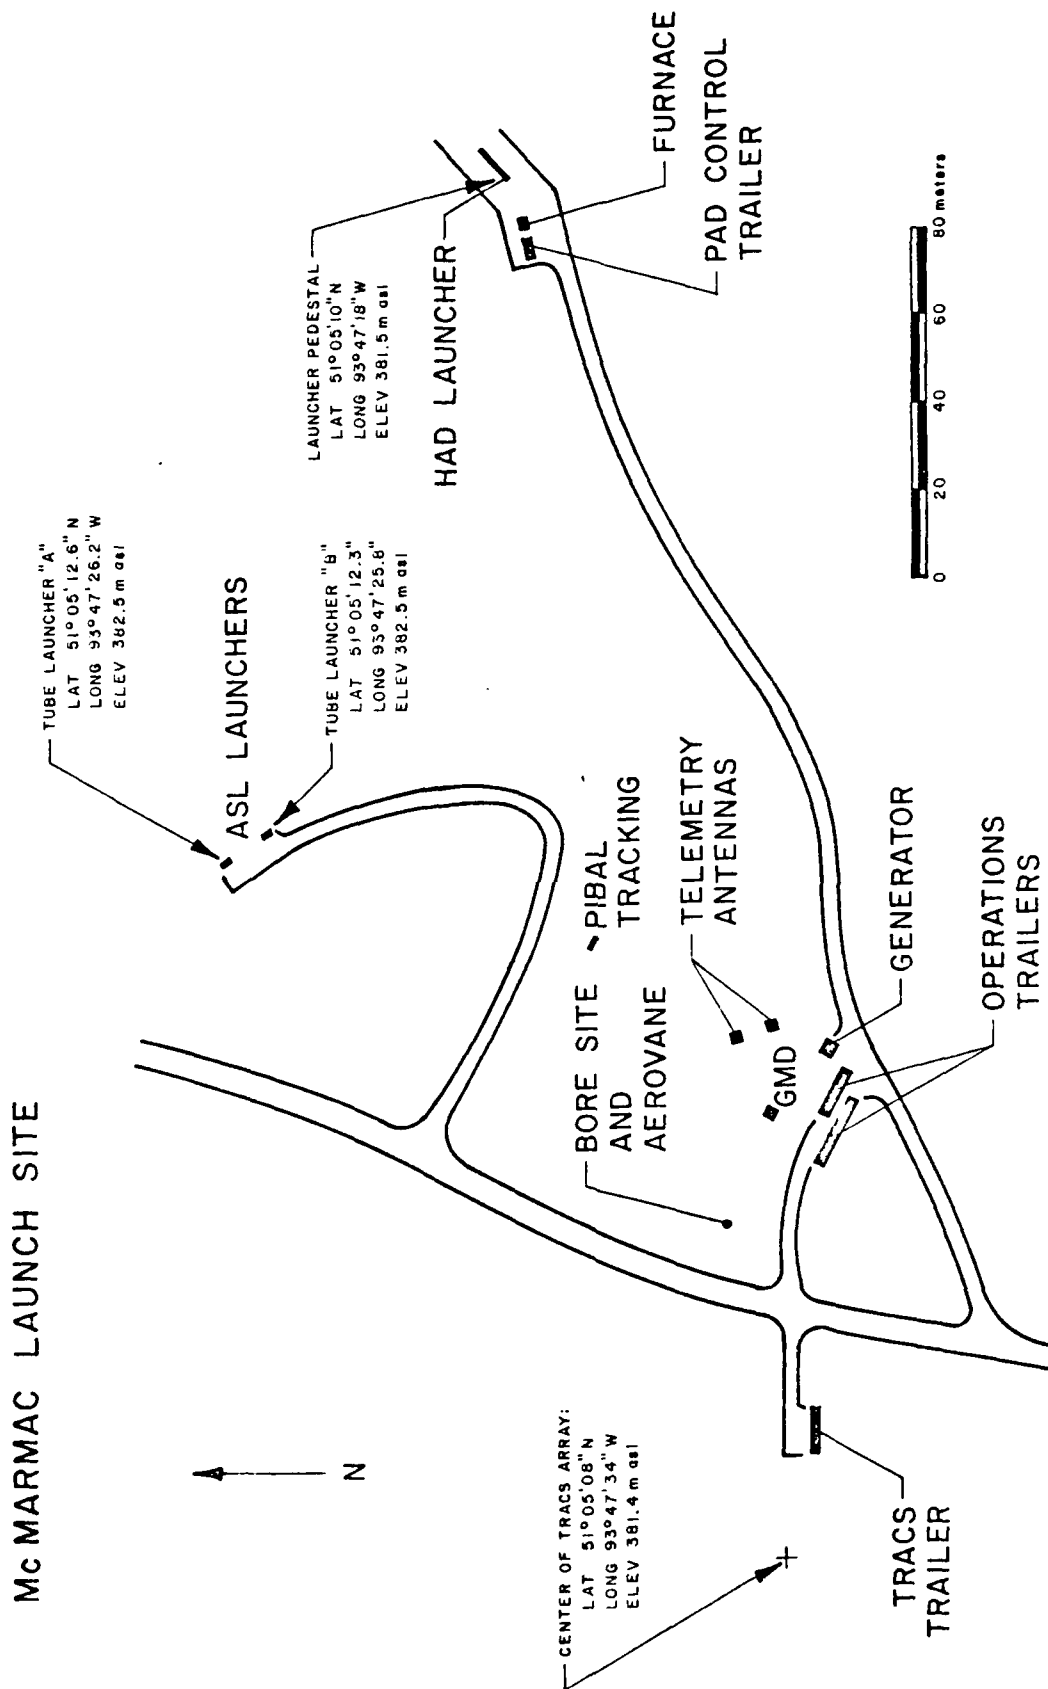 Mc MARMAC LAUNCH SITE
N
TUBE LAUNCHER "A"
LAT 51°05'12.6" N
LONG 93°47'26.2" W
ELEV 382.5 m asl
ASL LAUNCHERS
TUBE LAUNCHER "B"
LAT 51°05'12.3"
LONG 93°47'25.8"
ELEV 382.5 m asl
LAUNCHER PEDESTAL
LAT 51°05'10" N
LONG 93°47'18" W
ELEV 381.5 m asl
HAD LAUNCHER
FURNACE
PAD CONTROL
TRAILER
CENTER OF TRACS ARRAY:
LAT 51°05'08" N
LONG 93°47'34" W
ELEV 381.4 m asl
BORE SITE
AND
AEROVANE
PIBAL
TRACKING
TELEMETRY
ANTENNAS
GMD
GENERATOR
OPERATIONS
TRAILERS
TRACS
TRAILER
0 20 40 60 80 meters